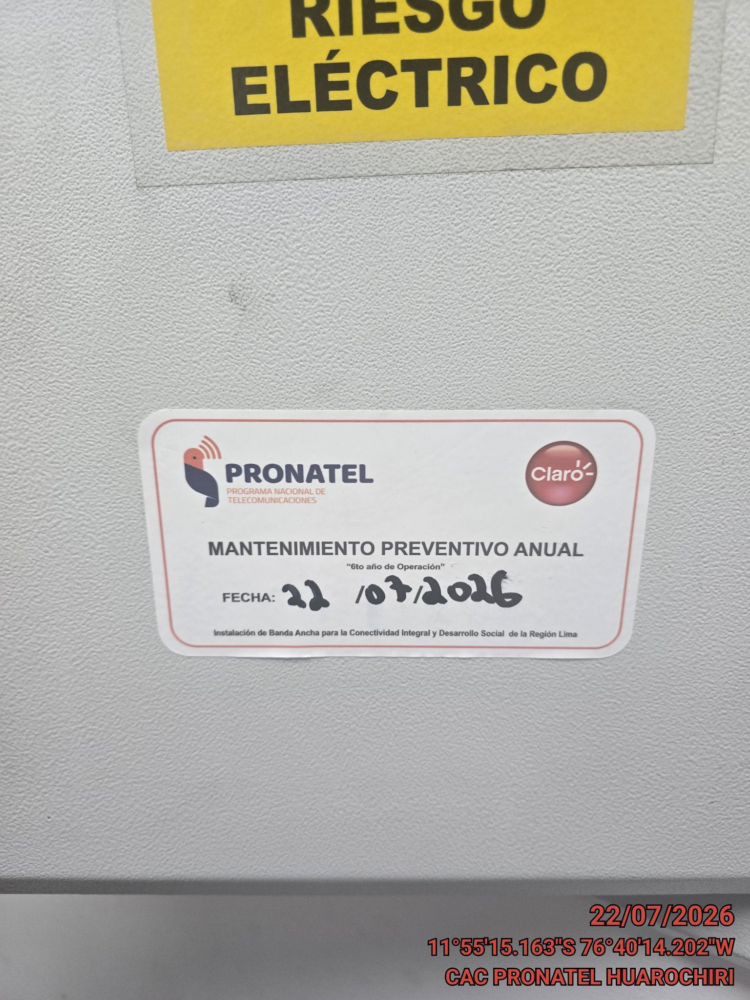 RIESGO
ELÉCTRICO
PRONATEL
PROGRAMA NACIONAL DE
TELECOMUNICACIONES
Claro
MANTENIMIENTO PREVENTIVO ANUAL
“6to año de Operación”
FECHA: 22 /07/2026
Instalación de Banda Ancha para la Conectividad Integral y Desarrollo Social de la Región Lima
22/07/2026
11°55'15.163"S 76°40'14.202"W
CAC PRONATEL HUAROCHIRI